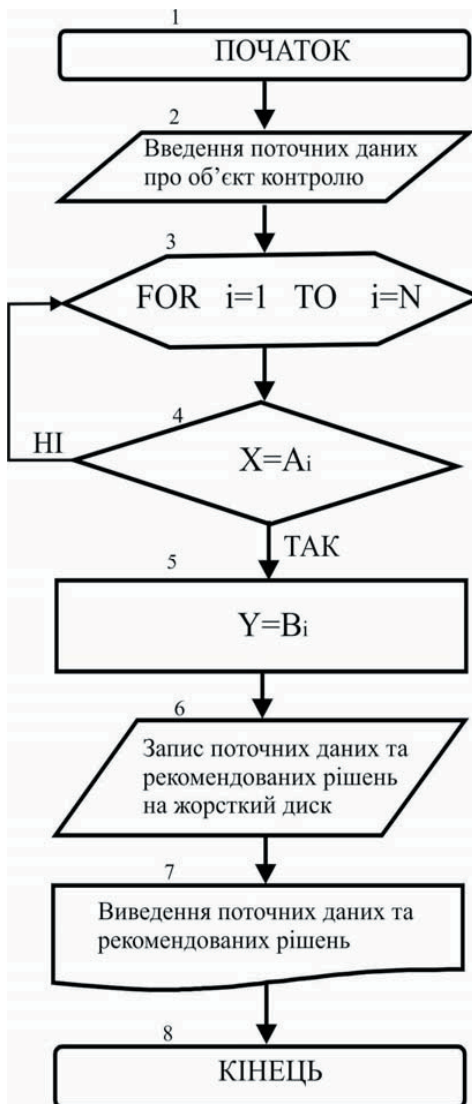 1
ПОЧАТОК
2
Введення поточних даних
про об’єкт контролю
3
FOR i=1 TO i=N
4
НІ
X=Ai
ТАК
5
Y=Bi
6
Запис поточних даних та
рекомендованих рішень
на жорсткий диск
7
Виведення поточних даних та
рекомендованих рішень
8
КІНЕЦЬ